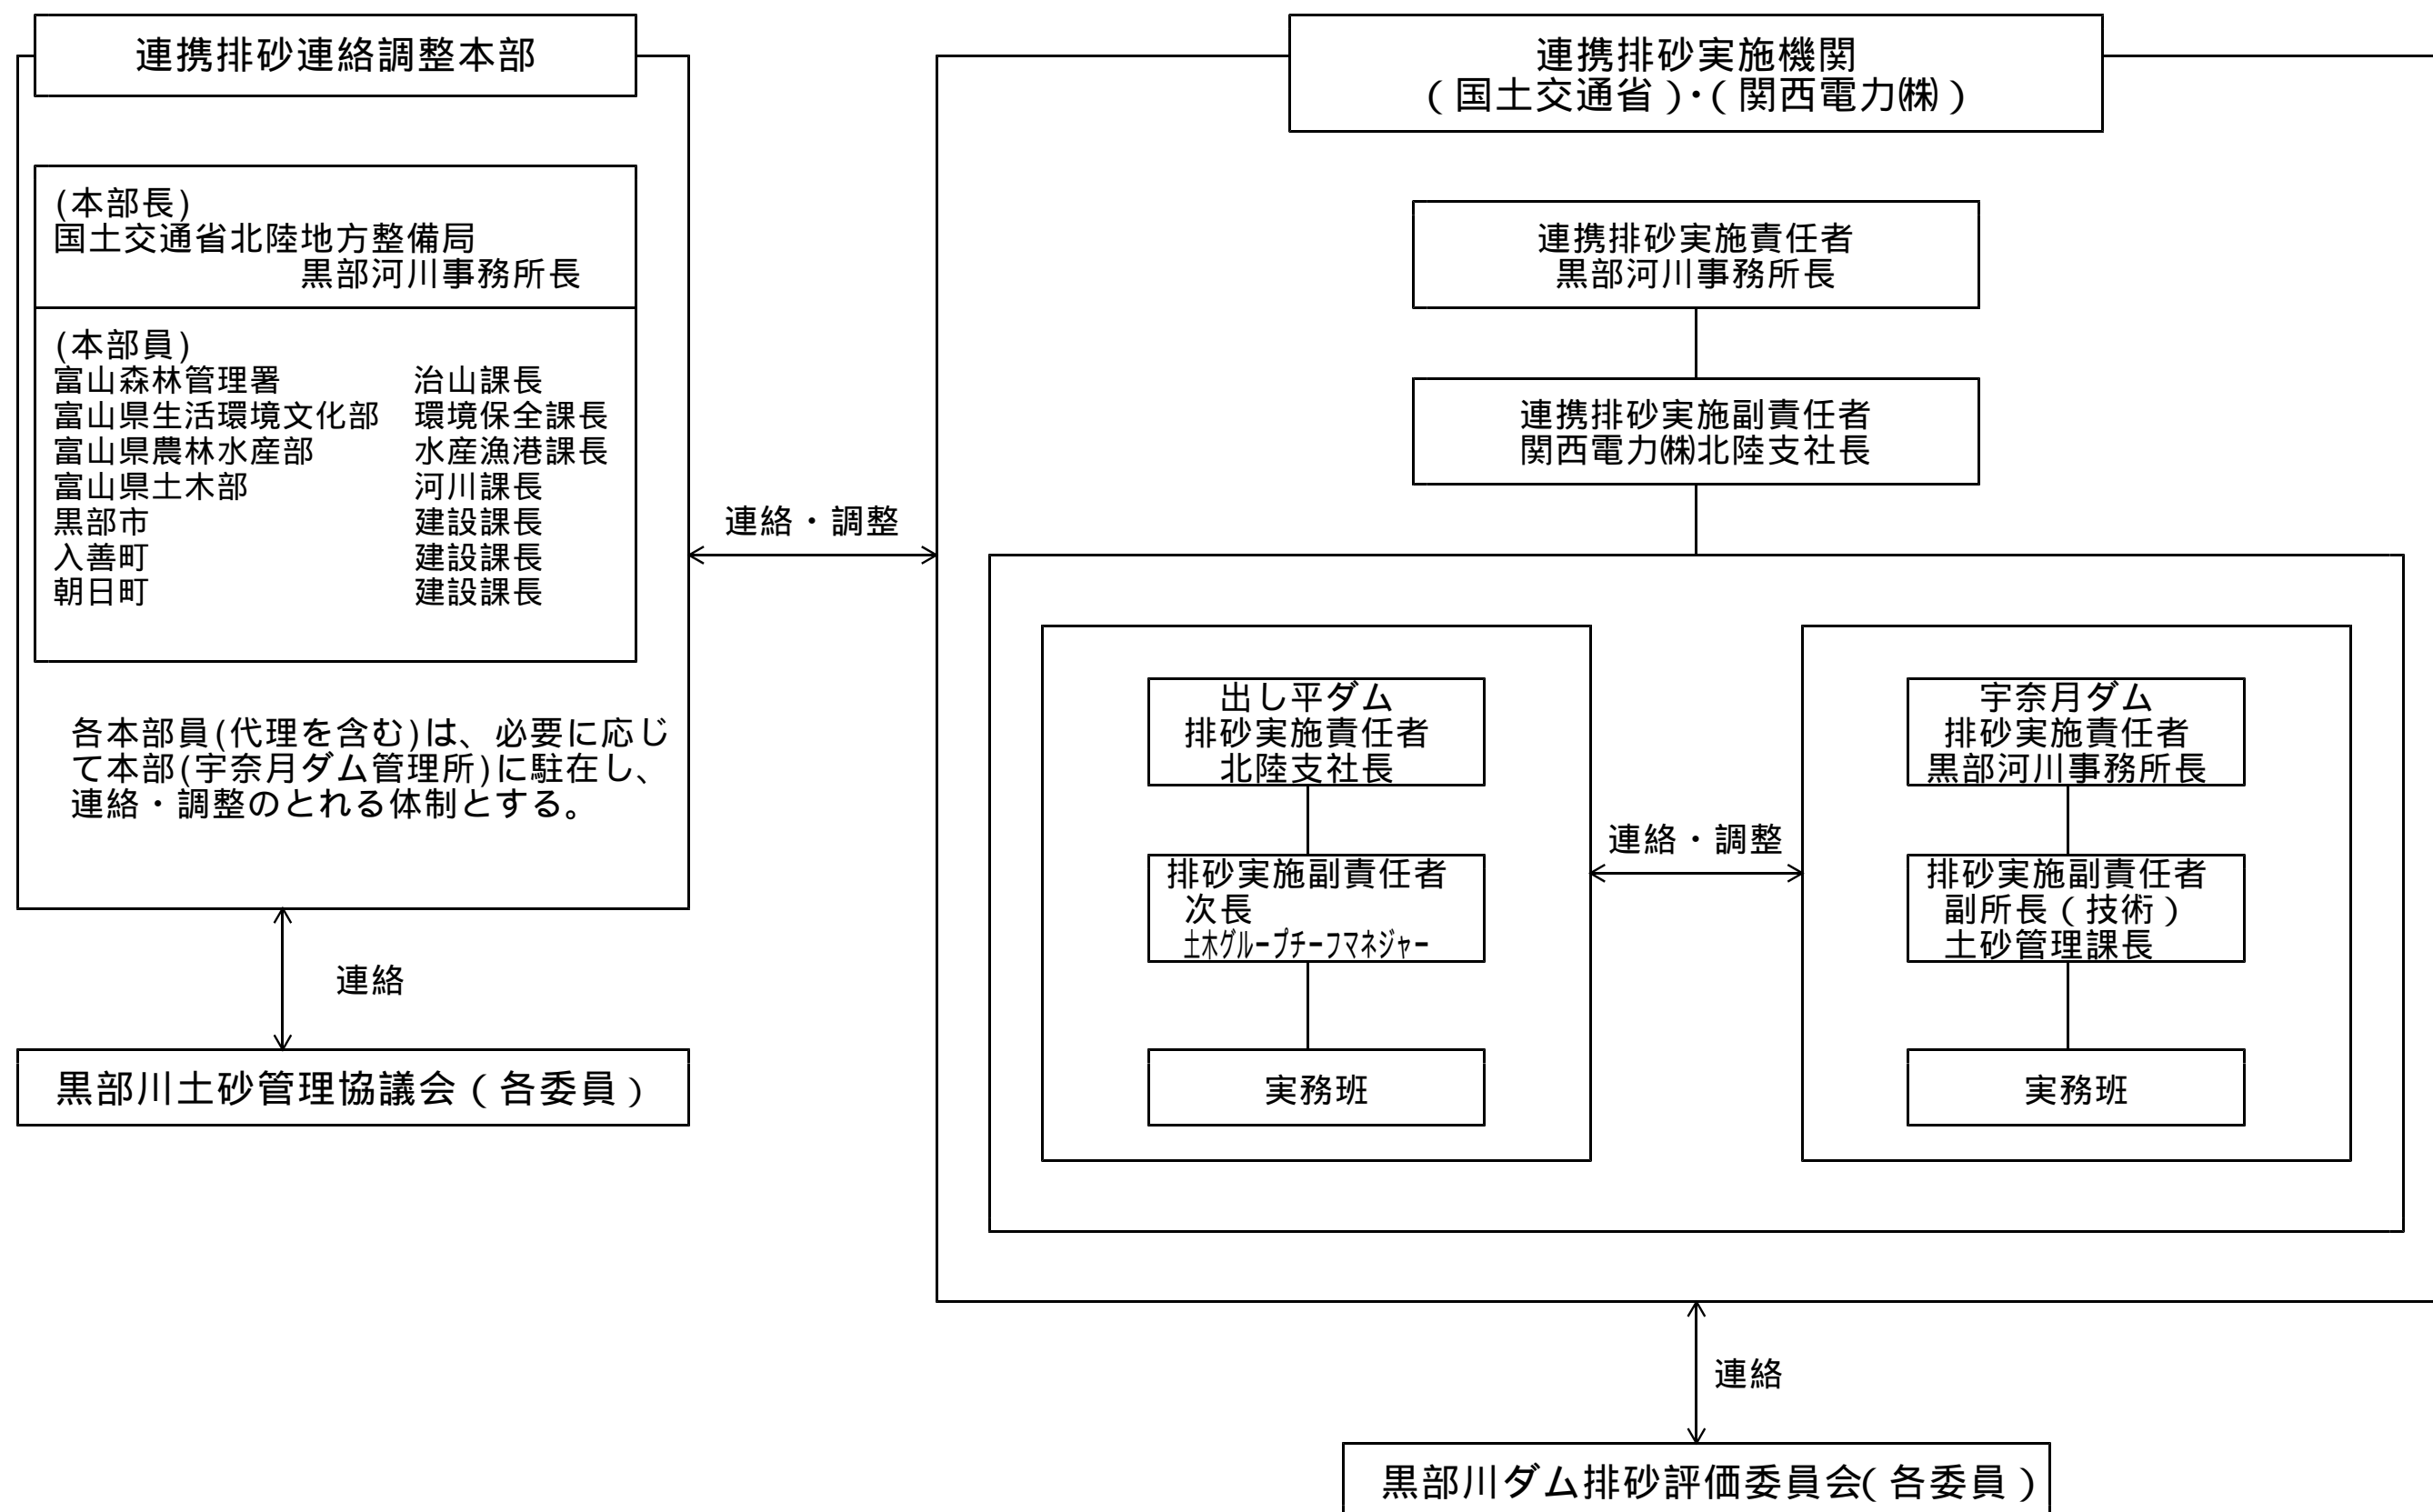 連携排砂連絡調整本部
(本部長)
国土交通省北陸地方整備局
黒部河川事務所長
(本部員)
富山森林管理署 治山課長
富山県生活環境文化部 環境保全課長
富山県農林水産部 水産漁港課長
富山県土木部 河川課長
黒部市 建設課長
入善町 建設課長
朝日町 建設課長
各本部員(代理を含む)は、必要に応じ
て本部(宇奈月ダム管理所)に駐在し、
連絡・調整のとれる体制とする。
連絡
黒部川土砂管理協議会(各委員)
連絡・調整
連携排砂実施機関
(国土交通省)・(関西電力㈱)
連携排砂実施責任者
黒部河川事務所長
連携排砂実施副責任者
関西電力㈱北陸支社長
出し平ダム
排砂実施責任者
北陸支社長
排砂実施副責任者
次長
土木グループチーフマネジャー
実務班
連絡・調整
宇奈月ダム
排砂実施責任者
黒部河川事務所長
排砂実施副責任者
副所長(技術)
土砂管理課長
実務班
連絡
黒部川ダム排砂評価委員会(各委員)